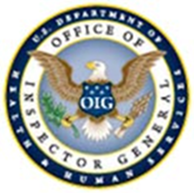 U.S. DEPARTMENT OF
HEALTH & HUMAN SERVICES
OFFICE OF
INSPECTOR GENERAL
OIG